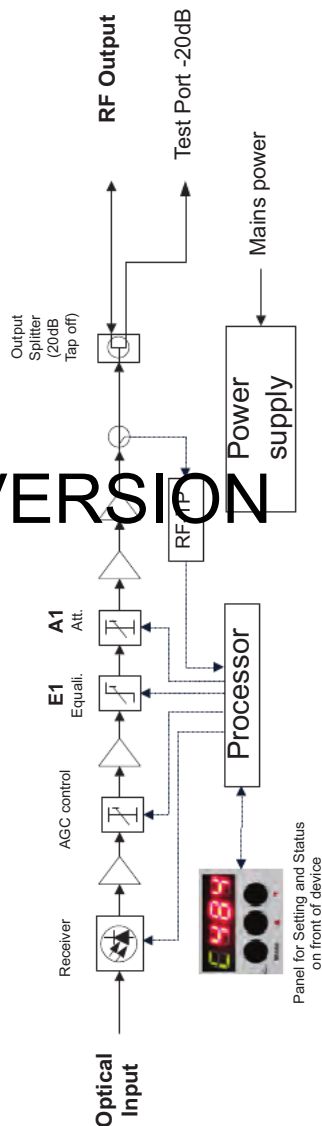 Optical
Input
Receiver
AGC control
E1
Equali.
A1
Att.
Output
Splitter
(20dB
Tap off)
RF Output
Test Port -20dB
Processor
Power
supply
Mains power
Panel for Setting and Status
on front of device
VERSION